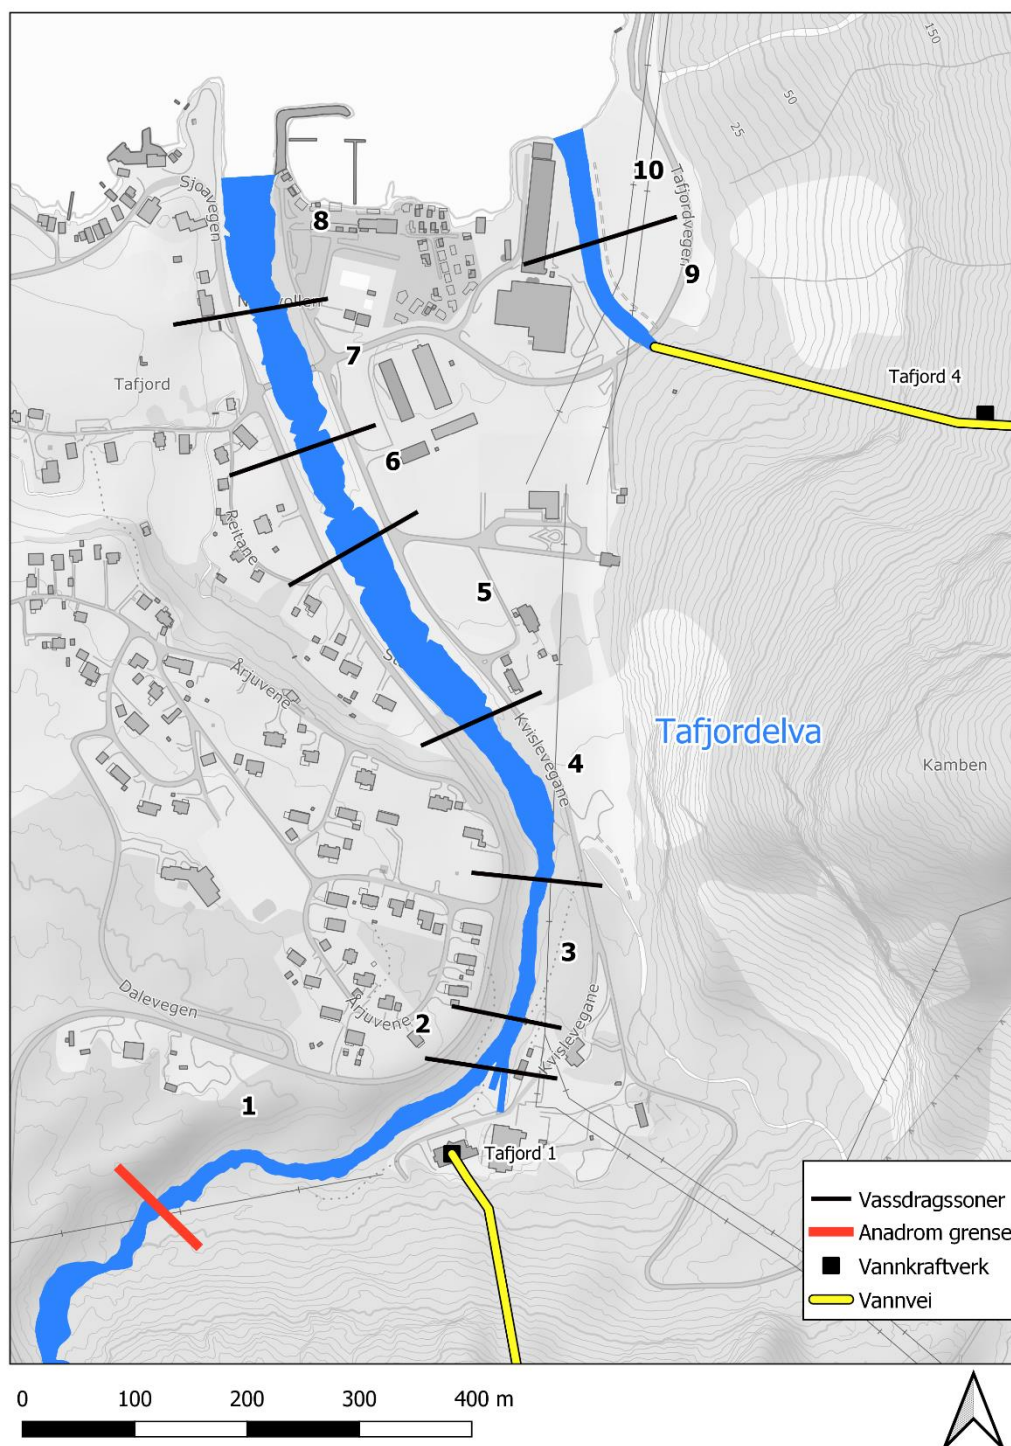 150
50
25
10
Tafjordvegen
9
Sjoavegen
8
7
Tafjord
Tafjord 4
6
Reitane
5
Årjuvene
Kvislevegane
Tafjordelva
4
Kamben
3
Dalevegen
Årjuvene
2
Kvislevegane
1
Tafjord 1
Vassdragssoner
Anadrom grense
Vannkraftverk
Vannvei
0 100 200 300 400 m